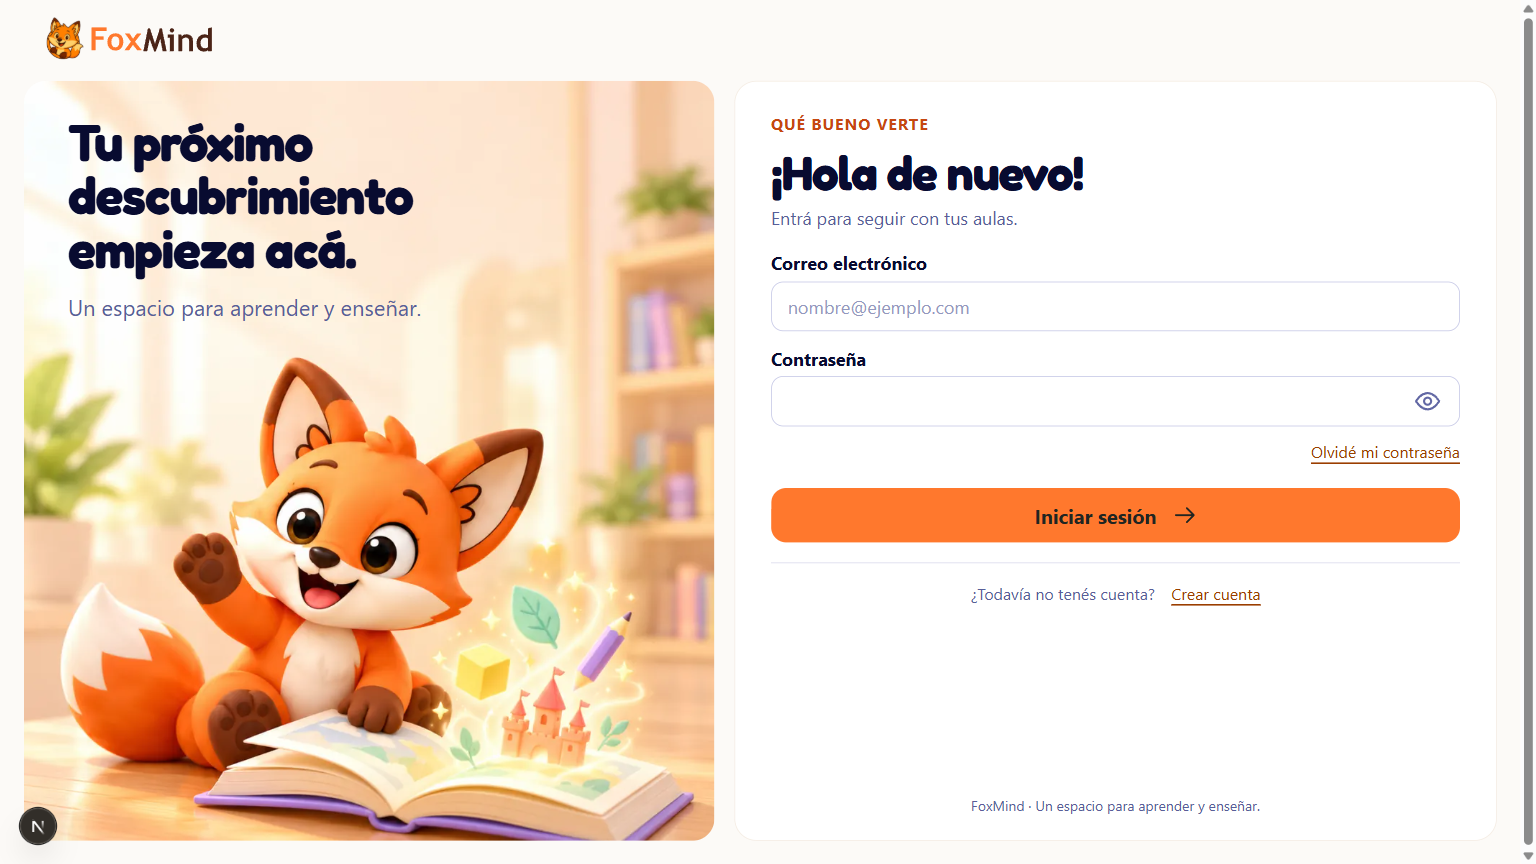 FoxMind
Tu próximo
descubrimiento
empieza acá.
Un espacio para aprender y enseñar.
QUÉ BUENO VERTE
¡Hola de nuevo!
Entrá para seguir con tus aulas.
Correo electrónico
nombre@ejemplo.com
Contraseña
Olvidé mi contraseña
Iniciar sesión →
¿Todavía no tenés cuenta? Crear cuenta
FoxMind · Un espacio para aprender y enseñar.
N